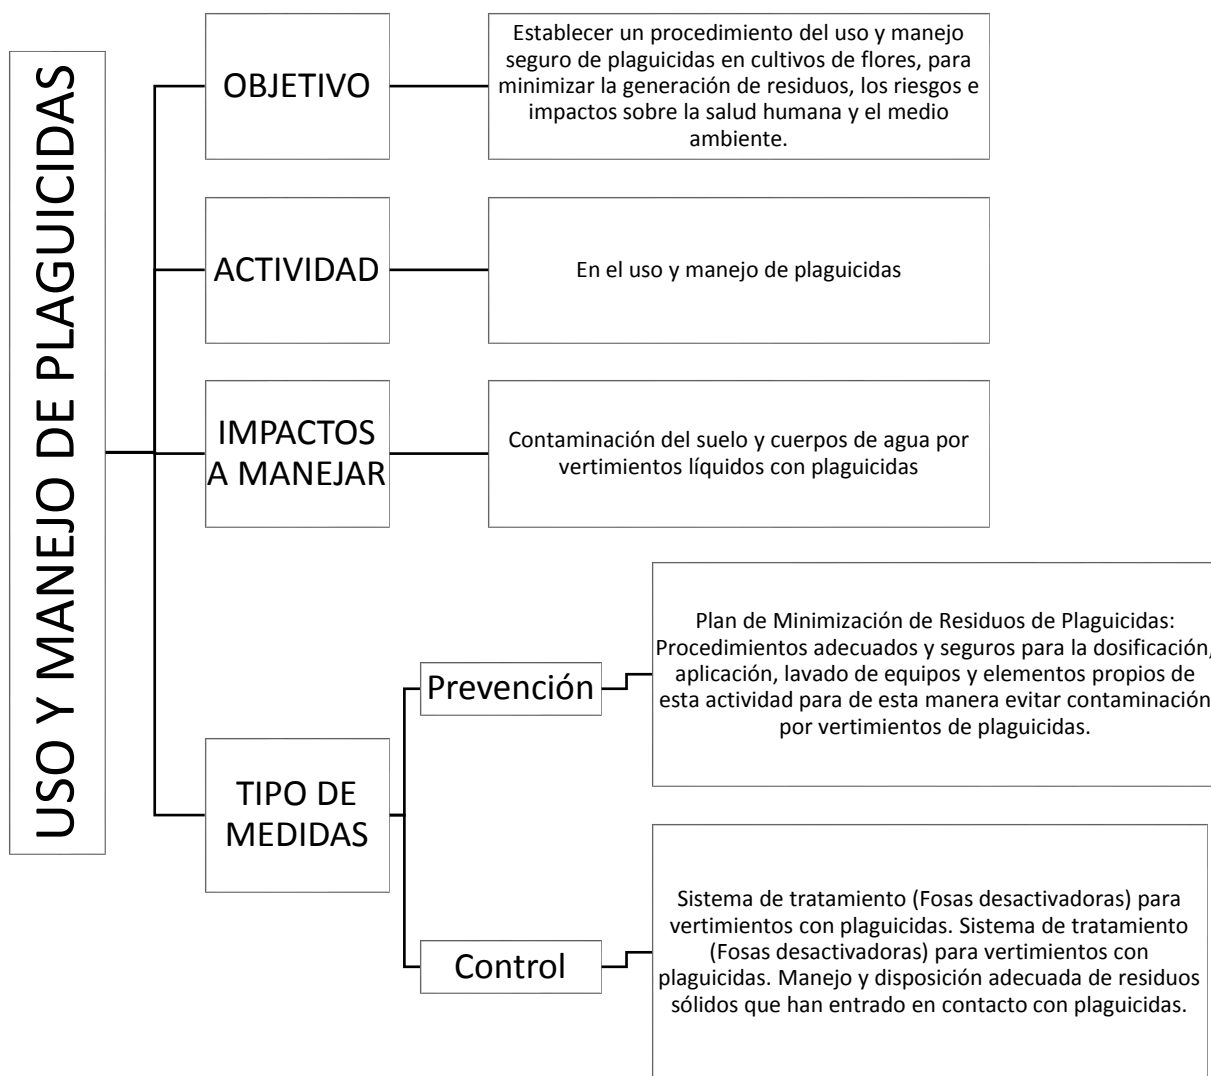 USO Y MANEJO DE PLAGUICIDAS
OBJETIVO
Establecer un procedimiento del uso y manejo
seguro de plaguicidas en cultivos de flores, para
minimizar la generación de residuos, los riesgos e
impactos sobre la salud humana y el medio
ambiente.
ACTIVIDAD
En el uso y manejo de plaguicidas
IMPACTOS
A MANEJAR
Contaminación del suelo y cuerpos de agua por
vertimientos líquidos con plaguicidas
TIPO DE
MEDIDAS
Prevención
Plan de Minimización de Residuos de Plaguicidas:
Procedimientos adecuados y seguros para la dosificación,
aplicación, lavado de equipos y elementos propios de
esta actividad para de esta manera evitar contaminación
por vertimientos de plaguicidas.
Control
Sistema de tratamiento (Fosas desactivadoras) para
vertimientos con plaguicidas. Sistema de tratamiento
(Fosas desactivadoras) para vertimientos con
plaguicidas. Manejo y disposición adecuada de residuos
sólidos que han entrado en contacto con plaguicidas.